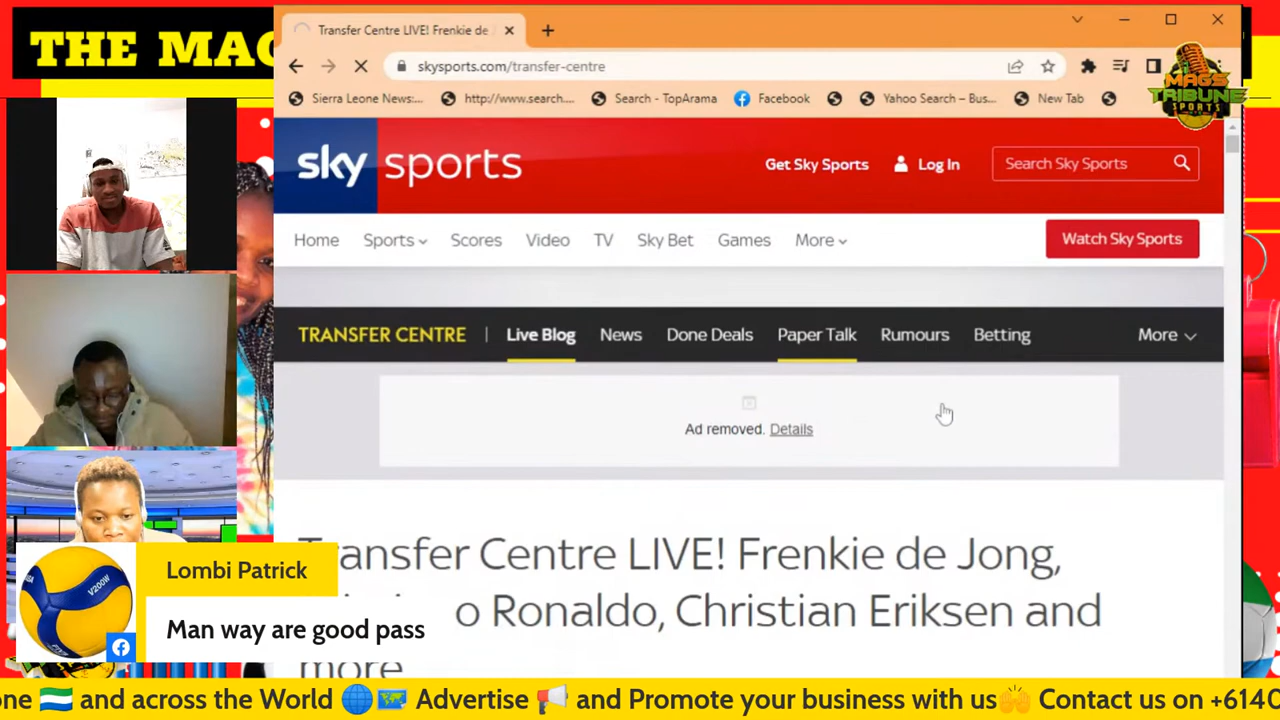 THE MAG
Transfer Centre LIVE! Frenkie de
skysports.com/transfer-centre
Sierra Leone News:...
http://www.search....
Search - TopArama
Facebook
Yahoo Search – Bus...
New Tab
MAGS
TRIBUNE
SPORTS
sky sports
Get Sky Sports
Log In
Search Sky Sports
Home
Sports
Scores
Video
TV
Sky Bet
Games
More
Watch Sky Sports
TRANSFER CENTRE | Live Blog News Done Deals Paper Talk Rumours Betting More
Ad removed. Details
Transfer Centre LIVE! Frenkie de Jong,
o Ronaldo, Christian Eriksen and
more
Lombi Patrick
V200W
Man way are good pass
one 🇸🇱 and across the World 🌐🗺️ Advertise 📢 and Promote your business with us🙌 Contact us on +6140